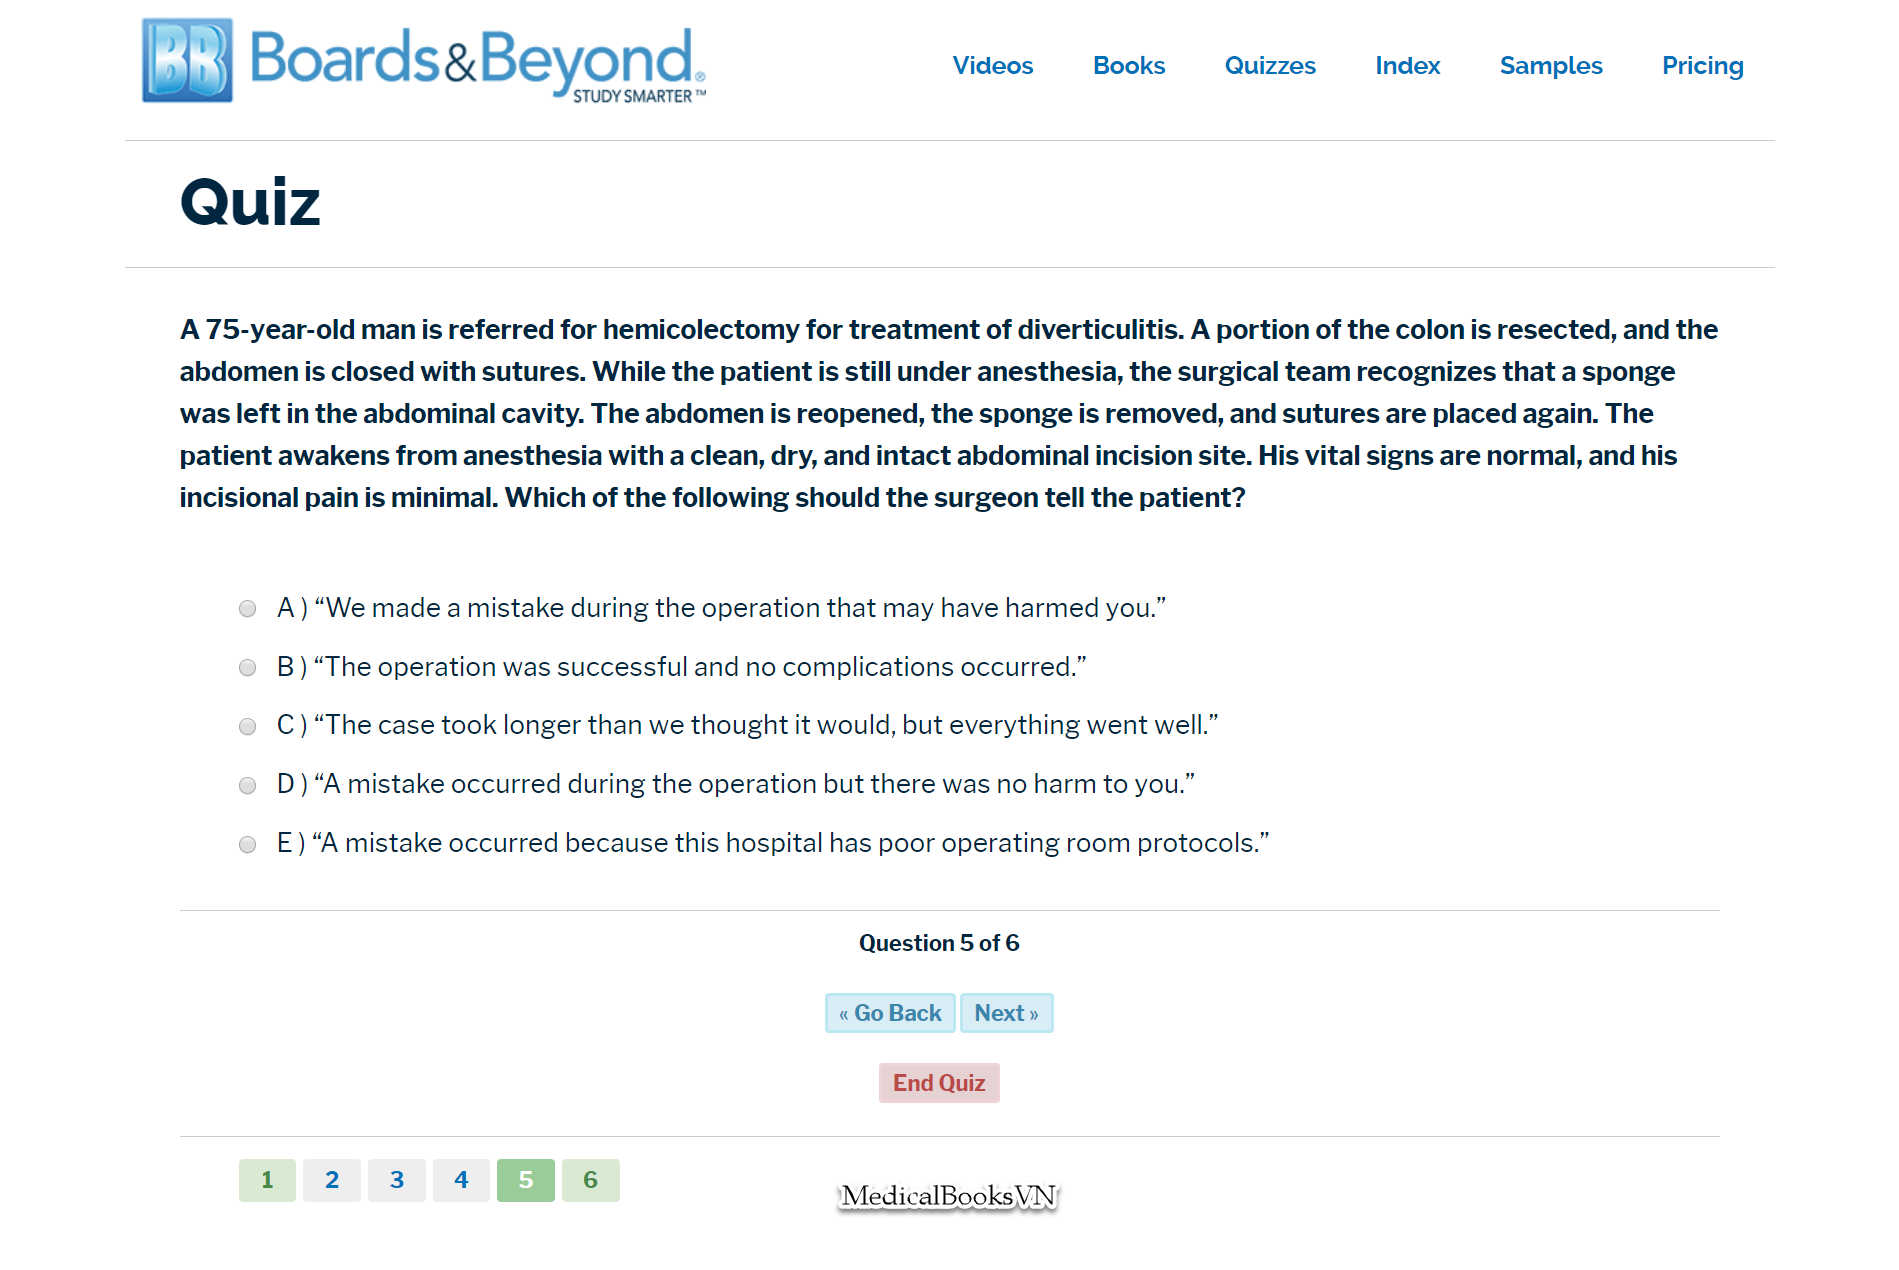 BB Boards&Beyond®
STUDY SMARTER™
Videos Books Quizzes Index Samples Pricing
Quiz
A 75-year-old man is referred for hemicolectomy for treatment of diverticulitis. A portion of the colon is resected, and the
abdomen is closed with sutures. While the patient is still under anesthesia, the surgical team recognizes that a sponge
was left in the abdominal cavity. The abdomen is reopened, the sponge is removed, and sutures are placed again. The
patient awakens from anesthesia with a clean, dry, and intact abdominal incision site. His vital signs are normal, and his
incisional pain is minimal. Which of the following should the surgeon tell the patient?
A ) “We made a mistake during the operation that may have harmed you.”
B ) “The operation was successful and no complications occurred.”
C ) “The case took longer than we thought it would, but everything went well.”
D ) “A mistake occurred during the operation but there was no harm to you.”
E ) “A mistake occurred because this hospital has poor operating room protocols.”
Question 5 of 6
« Go Back Next »
End Quiz
1 2 3 4 5 6
MedicalBooksVN